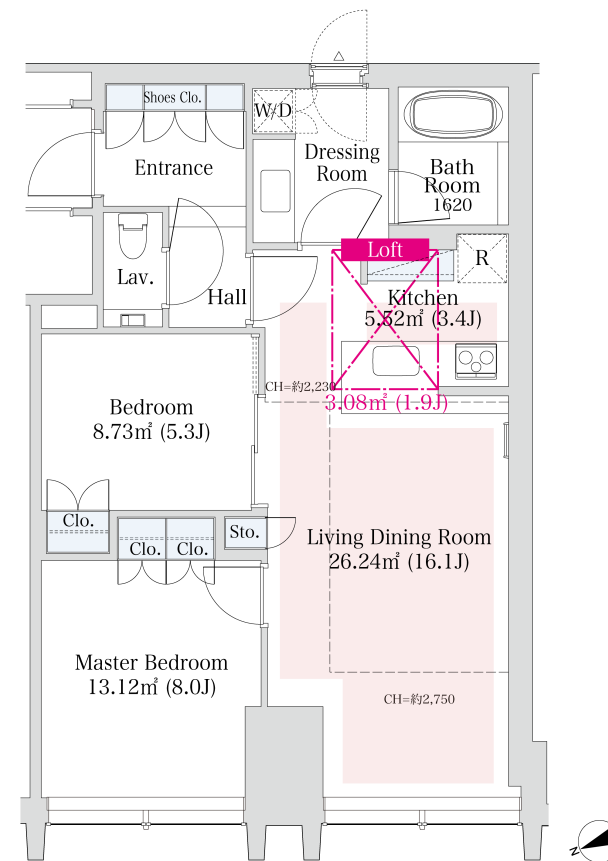 Shoes Clo.
Entrance
W/D
Dressing
Room
Bath
Room
1620
Lav.
Hall
Loft
R
Kitchen
5.52㎡ (3.4J)
CH=約2,230
3.08㎡ (1.9J)
Bedroom
8.73㎡ (5.3J)
Clo.
Clo.
Clo.
Sto.
Living Dining Room
26.24㎡ (16.1J)
Master Bedroom
13.12㎡ (8.0J)
CH=約2,750
N